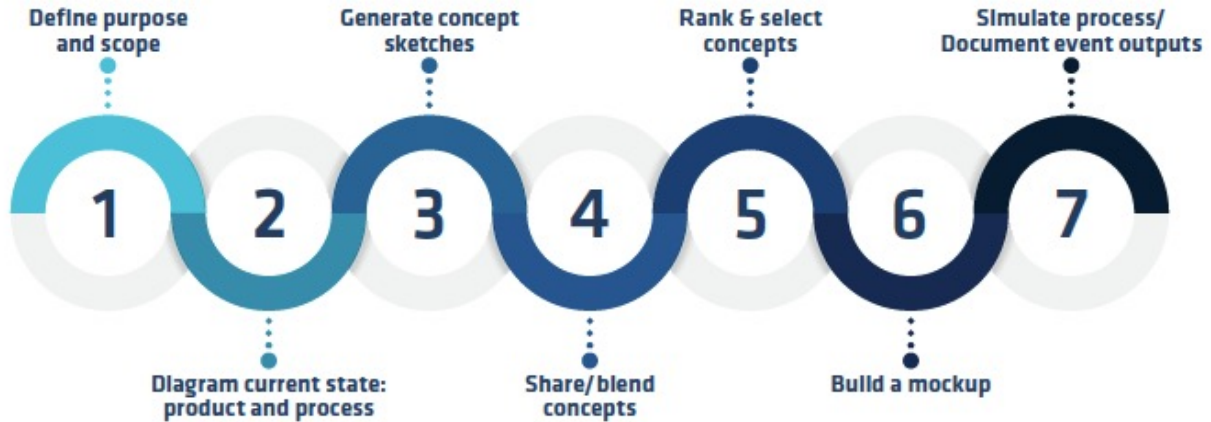 Define purpose
and scope
Generate concept
sketches
Rank & select
concepts
Simulate process/
Document event outputs
1
2
3
4
5
6
7
Diagram current state:
product and process
Share/blend
concepts
Build a mockup